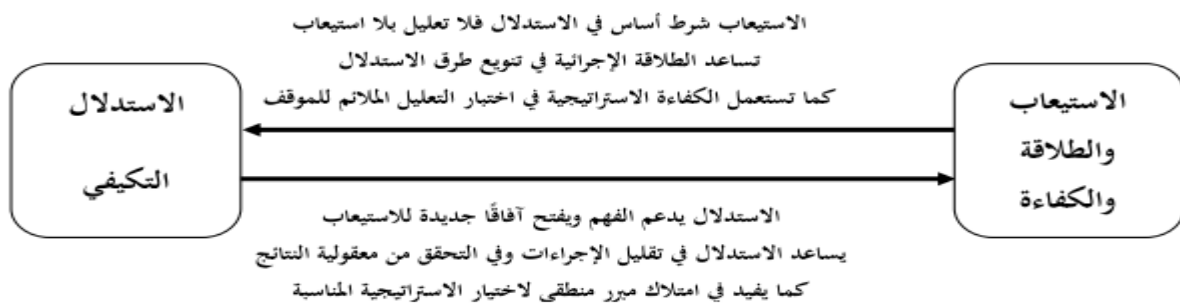 الاستيعاب شرط أساس في الاستدلال فلا تعليل بلا استيعاب
تساعد الطلاقة الإجرائية في تنويع طرق الاستدلال
كما تستعمل الكفاءة الاستراتيجية في اختبار التعليل الملائم للموقف
الاستيعاب
والطلاقة
والكفاءة
الاستدلال
التكيفي
الاستدلال يدعم الفهم ويفتح آفاقًا جديدة للاستيعاب
يساعد الاستدلال في تقليل الإجراءات وفي التحقق من معقولية النتائج
كما يفيد في امتلاك مبرر منطقي لاختيار الاستراتيجية المناسبة